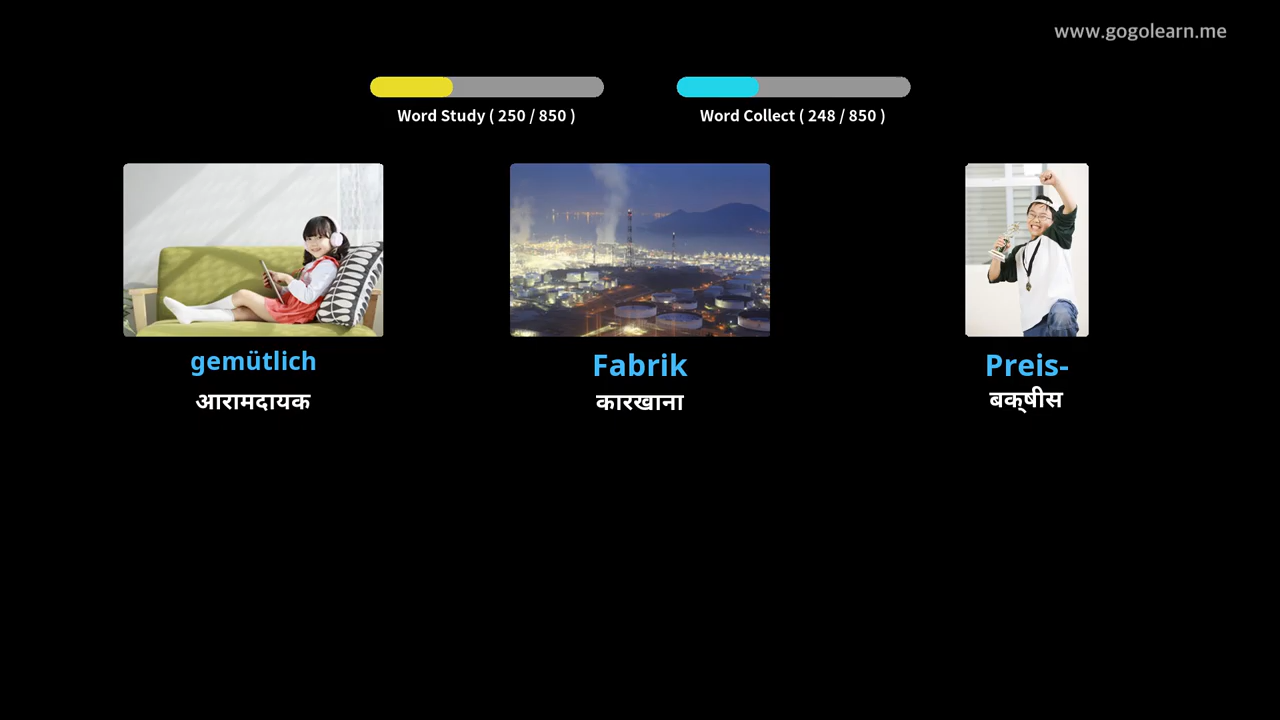 www.gogolearn.me
Word Study ( 250 / 850 )
Word Collect ( 248 / 850 )
gemütlich
आरामदायक
Fabrik
कारखाना
Preis-
बक्षीस